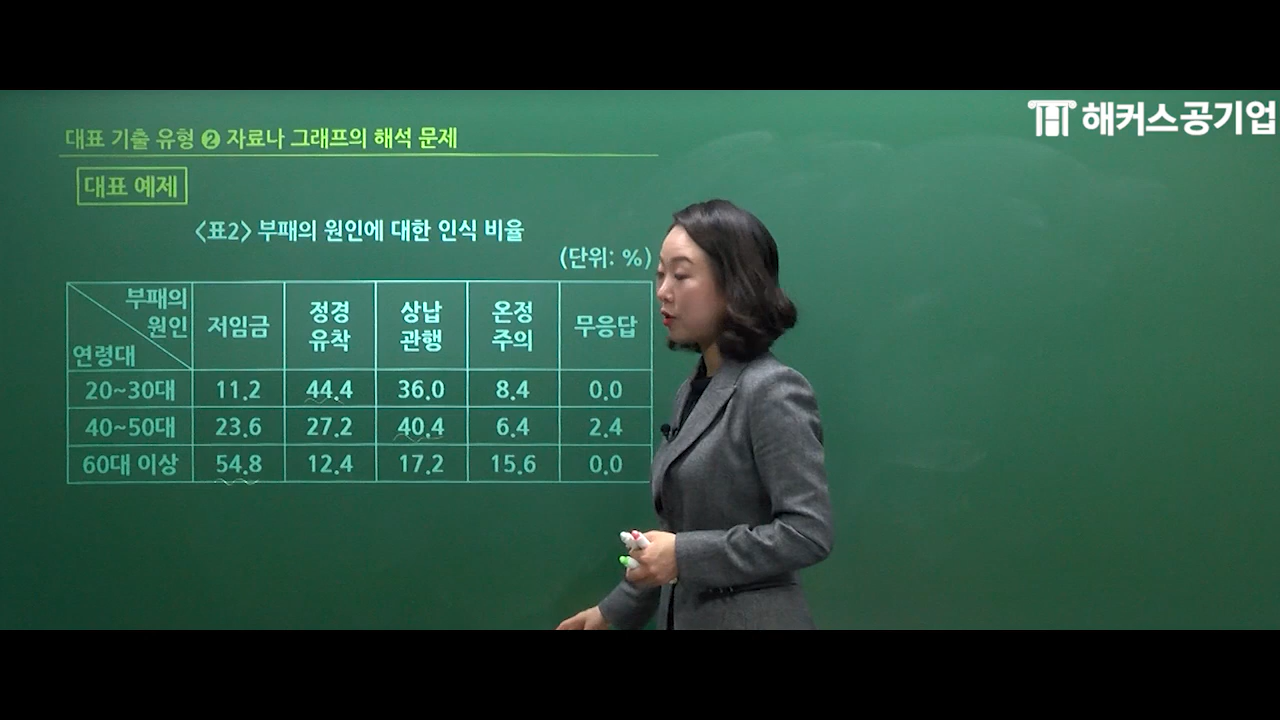 해커스공기업
대표 기출 유형 ❷ 자료나 그래프의 해석 문제
대표 예제
<표2> 부패의 원인에 대한 인식 비율
(단위: %)
부패의 원인 연령대 저임금 정경 유착 상납 관행 온정 주의 무응답
20~30대 11.2 44.4 36.0 8.4 0.0
40~50대 23.6 27.2 40.4 6.4 2.4
60대 이상 54.8 12.4 17.2 15.6 0.0